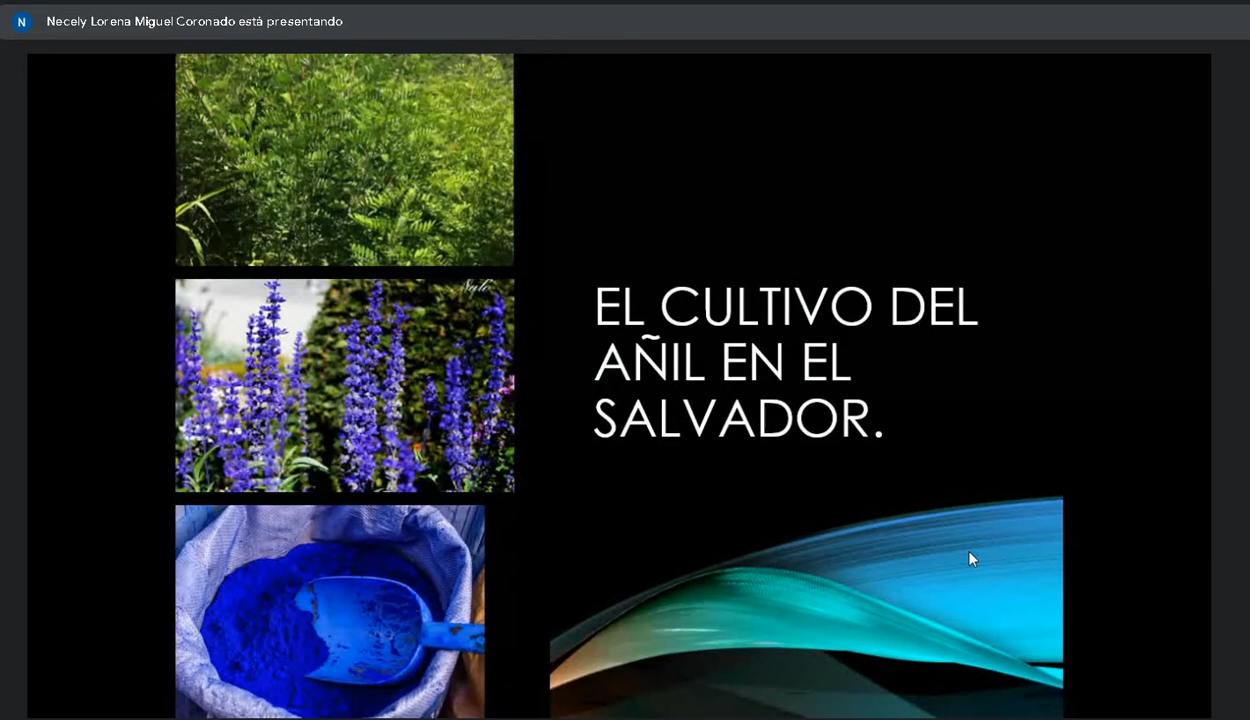 N
Necely Lorena Miguel Coronado está presentando
EL CULTIVO DEL
AÑIL EN EL
SALVADOR.